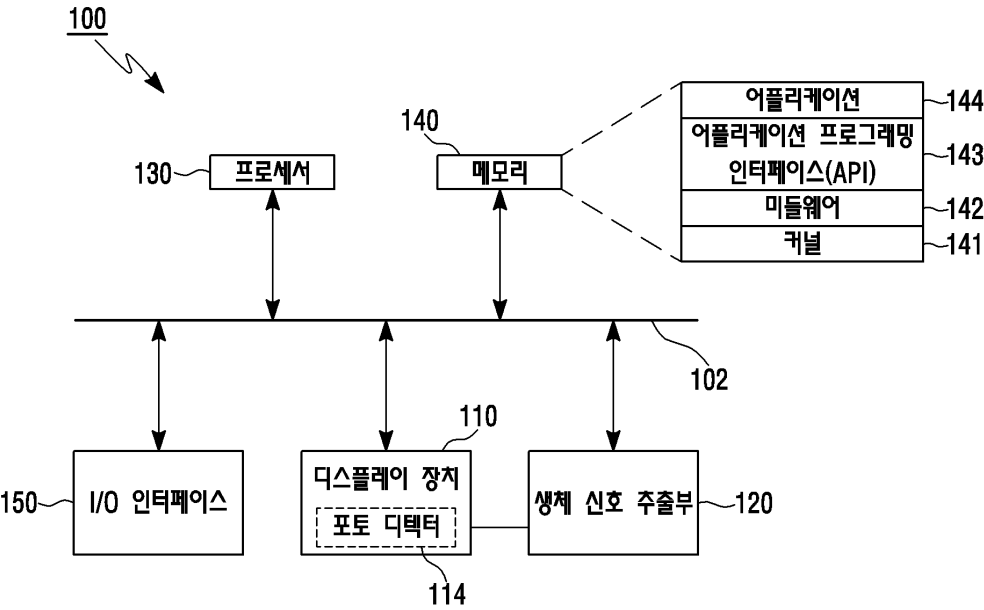 100
130
프로세서
140
메모리
어플리케이션
144
어플리케이션 프로그래밍
인터페이스(API)
143
미들웨어
142
커널
141
102
150
I/O 인터페이스
110
디스플레이 장치
포토 디텍터
114
생체 신호 추출부
120